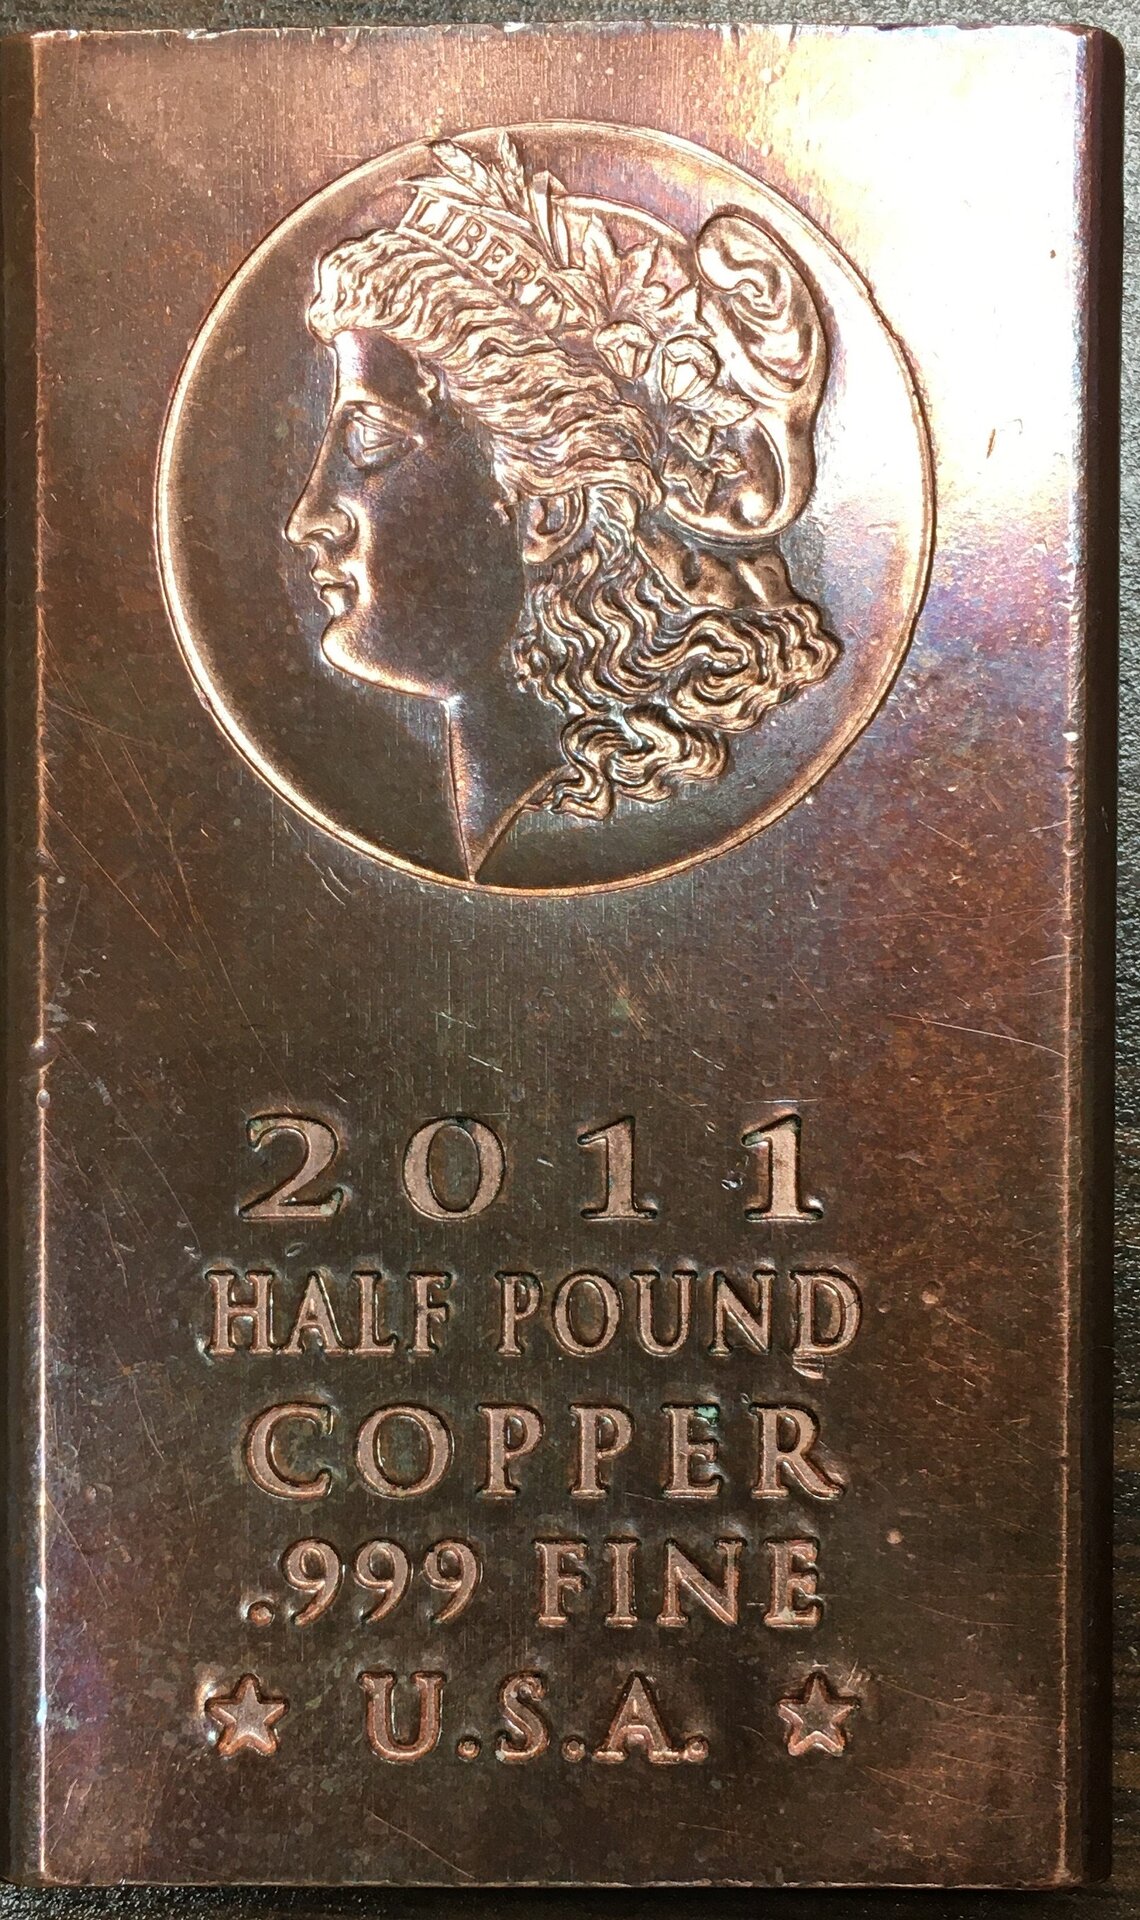 LIBERTY
2011
HALF POUND
COPPER
.999 FINE
★ U.S.A. ★